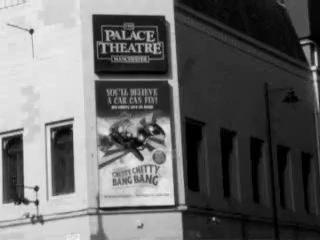 THE
PALACE
THEATRE
MANCHESTER
YOU'LL BELIEVE
A CAR CAN FLY!
CHITTY CHITTY
BANG BANG